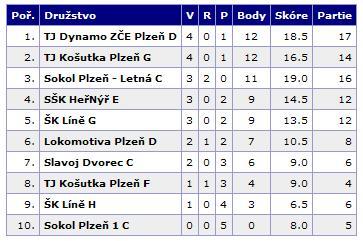 Poř. Družstvo V R P Body Skóre Partie
1. TJ Dynamo ZČE Plzeň D 4 0 1 12 18.5 17
2. TJ Košutka Plzeň G 4 0 1 12 16.0 14
3. Sokol Plzeň - Letná C 3 2 0 11 19.0 16
4. SŠK HeřNýř E 3 0 2 9 14.5 12
5. ŠK Líně G 3 0 2 9 13.5 12
6. Lokomotiva Plzeň D 2 1 2 7 10.5 8
7. Slavoj Dvorec C 2 0 3 6 9.0 6
8. TJ Košutka Plzeň F 1 1 3 4 9.0 4
9. ŠK Líně H 1 0 4 3 6.5 6
10. Sokol Plzeň 1 C 0 0 5 0 8.0 5